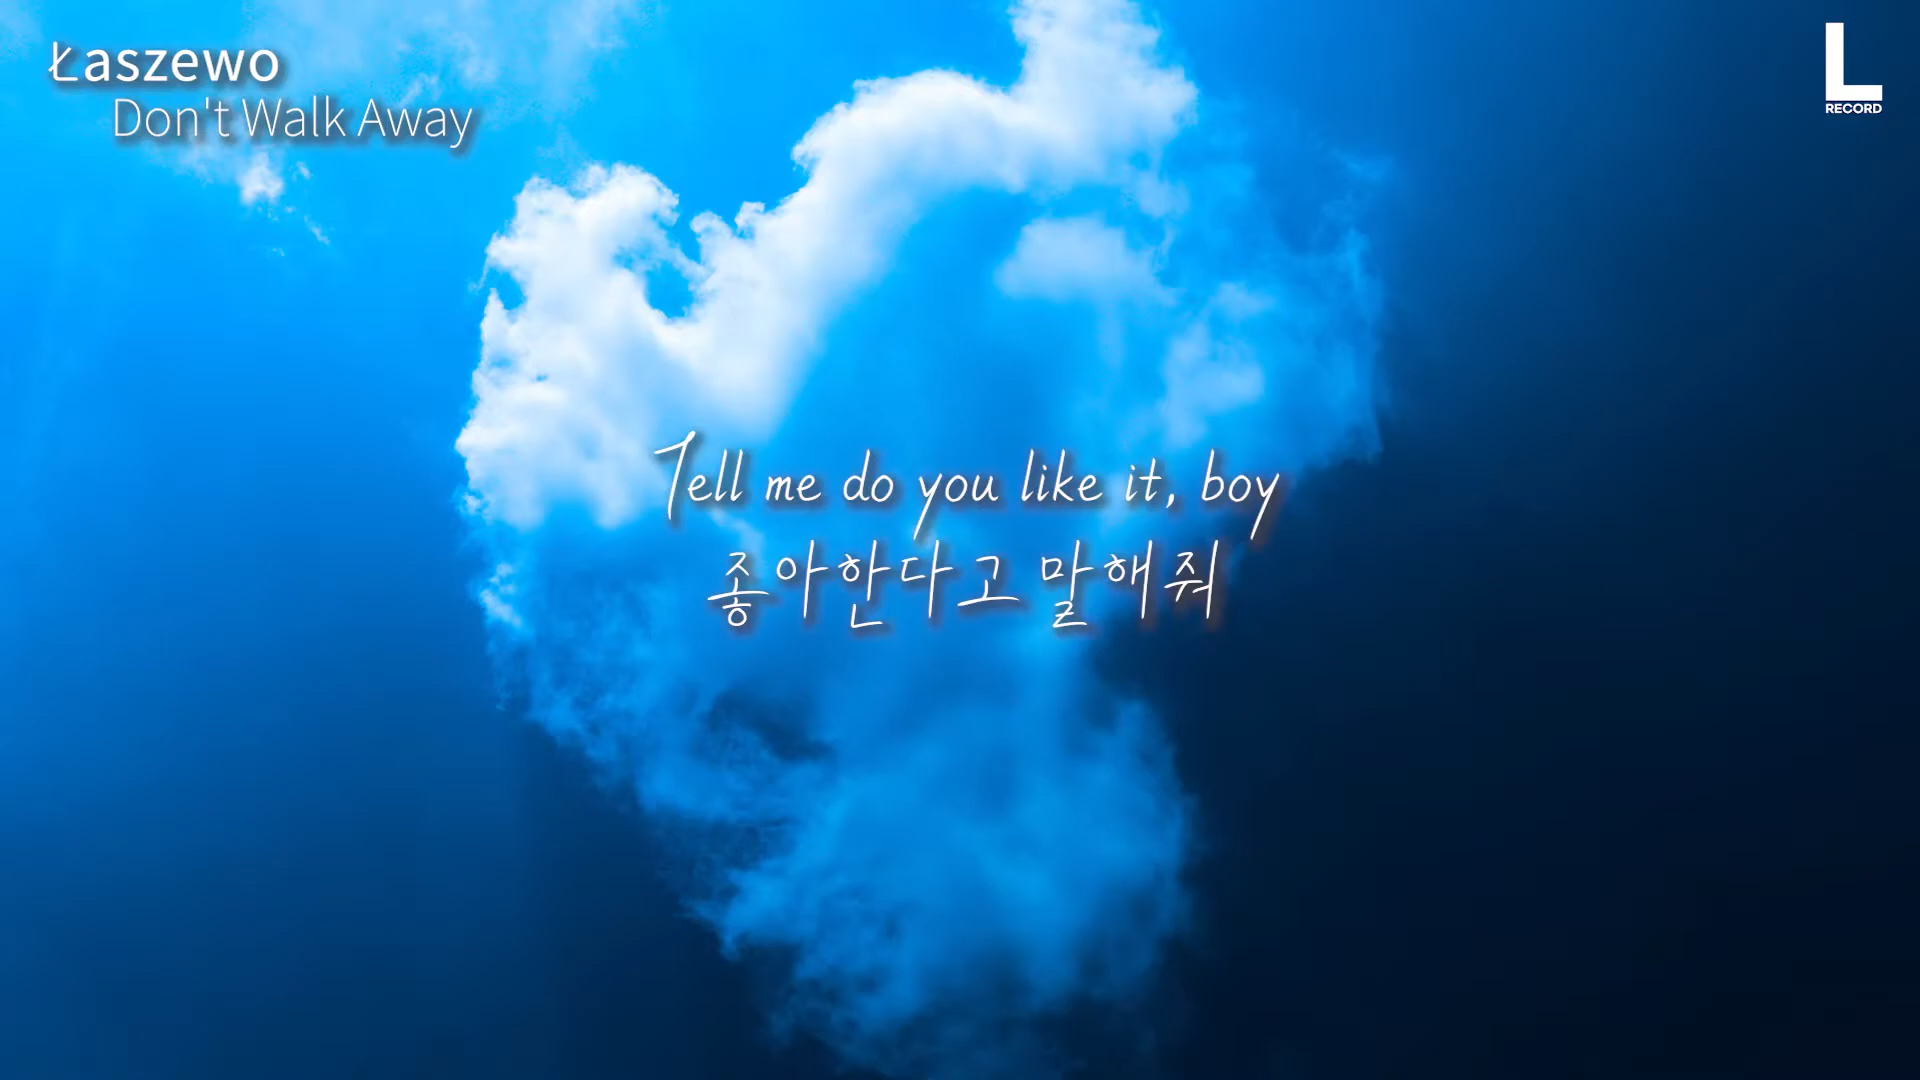 Łaszewo
Don't Walk Away
L
RECORD
Tell me do you like it, boy
좋아한다고 말해줘